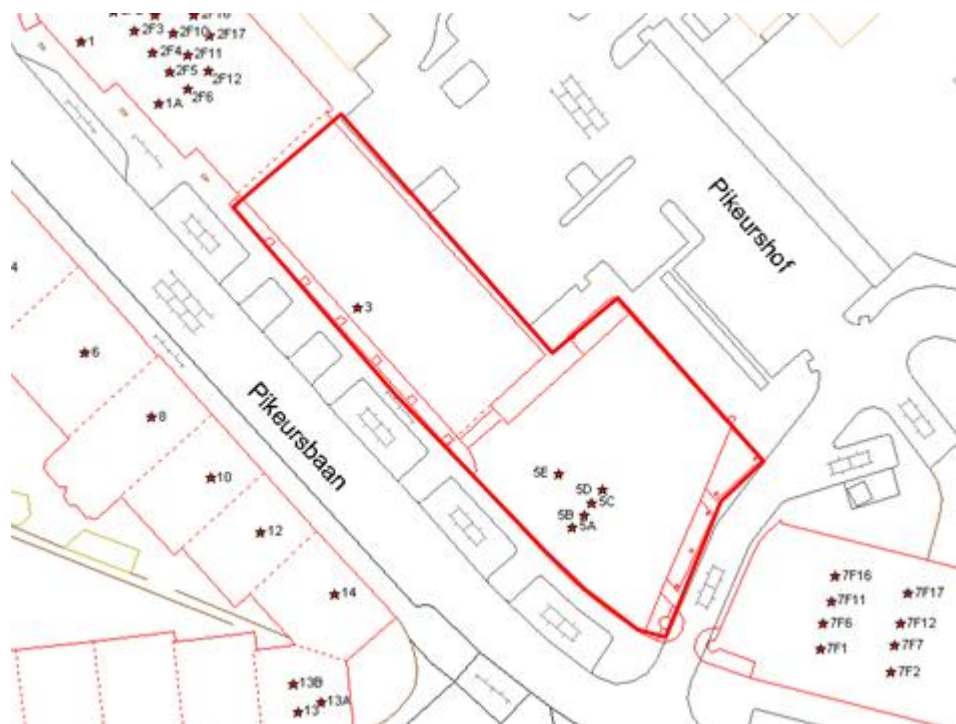 2F3
2F10
2F17
1
2F4
2F11
2F5
2F12
2F6
1A
Pikeurshof
4
3
6
8
Pikeursbaan
10
5E
5D
5C
5B
5A
12
14
7F16
7F17
7F11
7F6
7F12
7F1
7F7
7F2
13B
13A
13